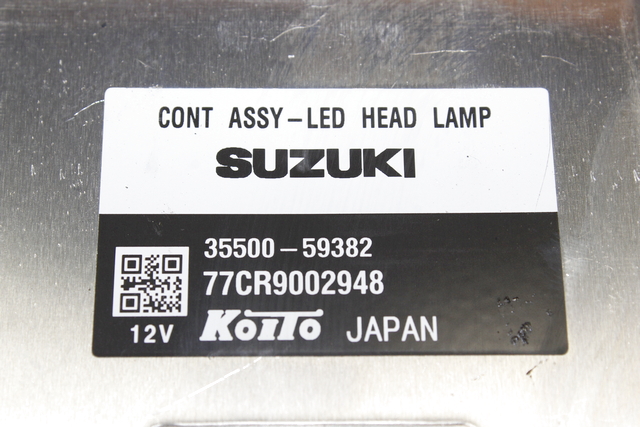 CONT ASSY-LED HEAD LAMP
SUZUKI
35500-59382
77CR9002948
12V KOITO JAPAN